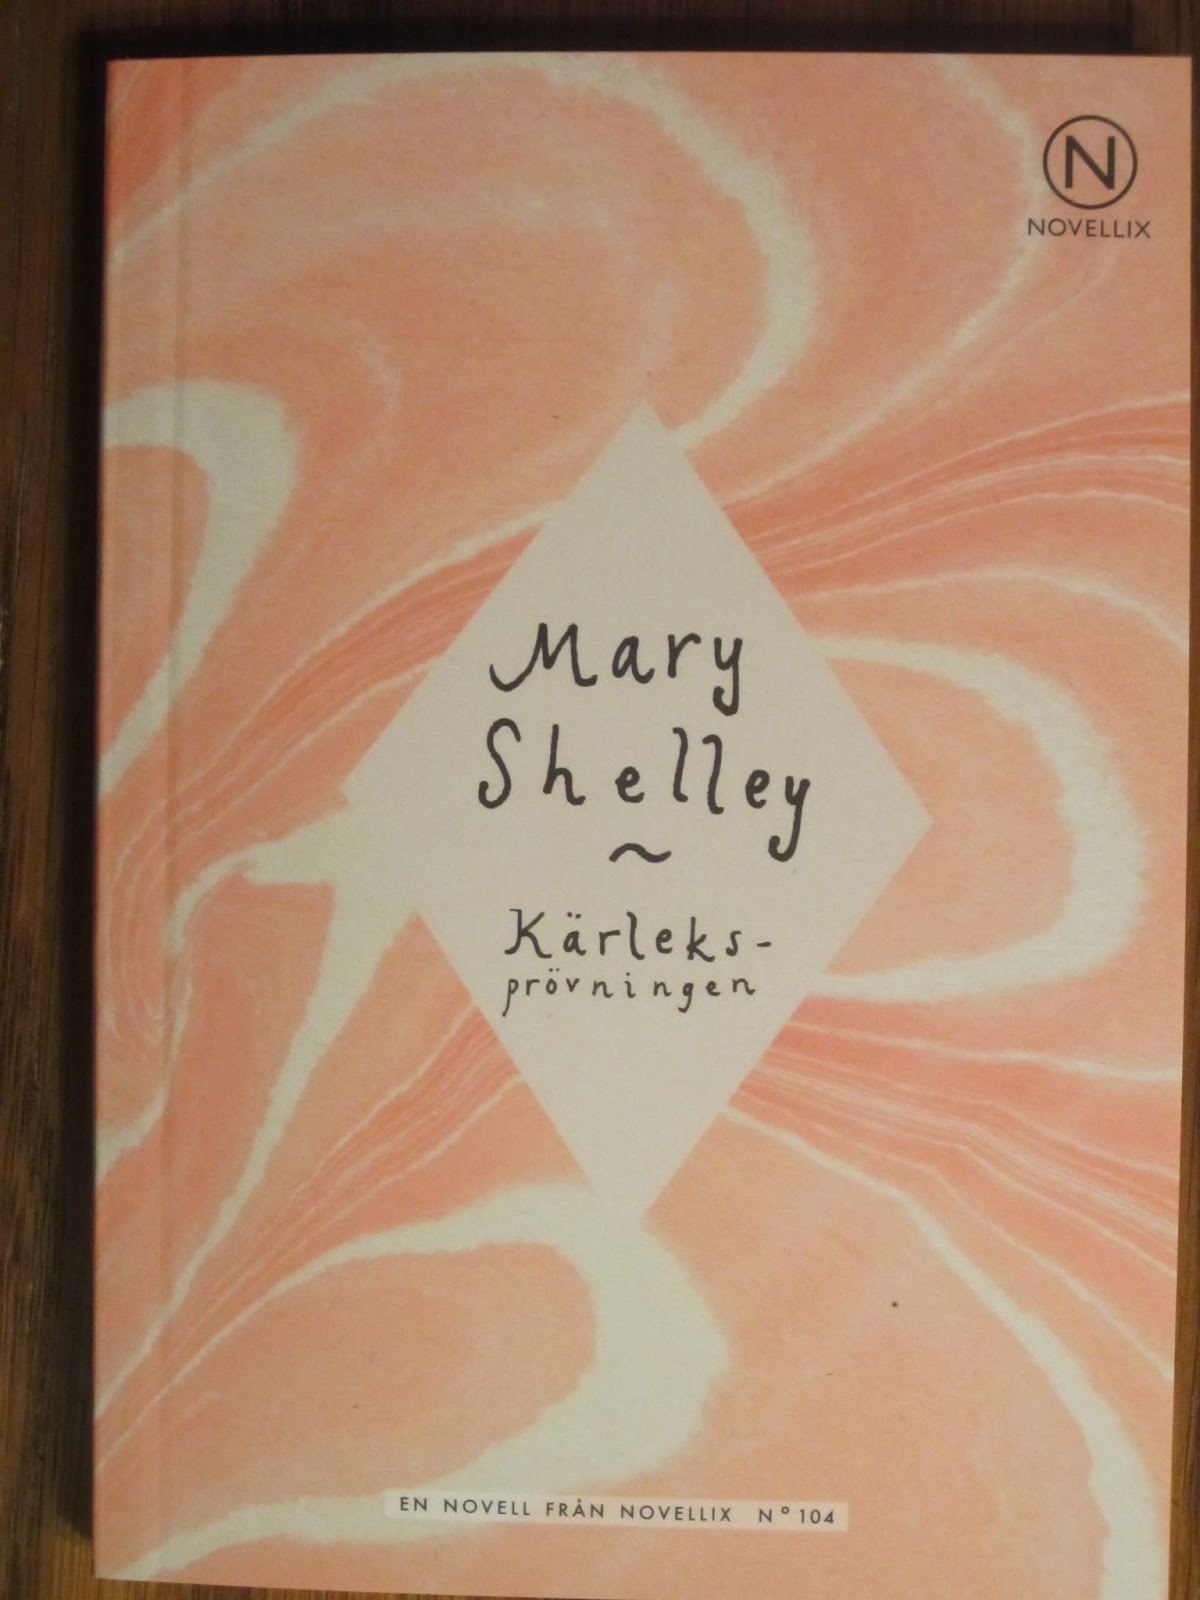 N
NOVELLIX
Mary
Shelley
~
Kärleks-
prövningen
EN NOVELL FRÅN NOVELLIX N° 104